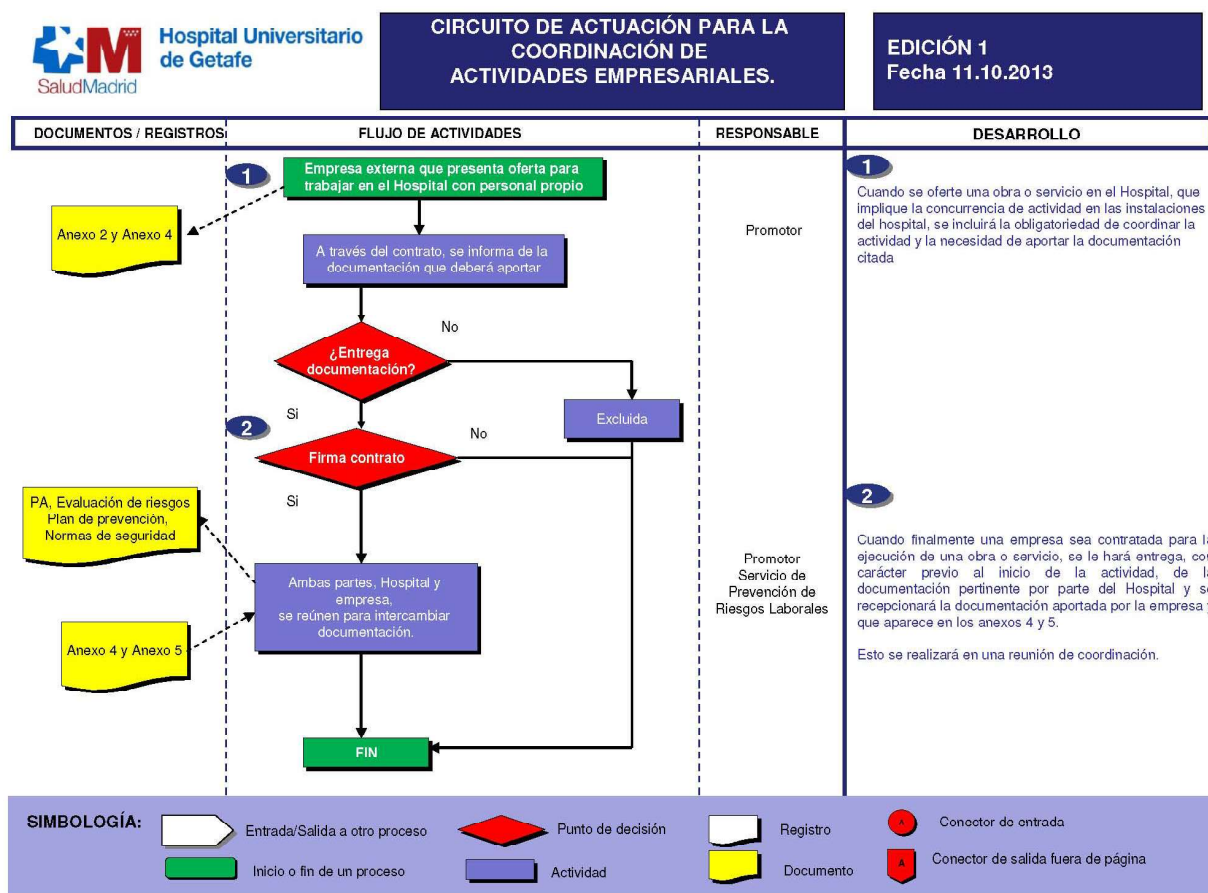 SaludMadrid
Hospital Universitario
de Getafe
CIRCUITO DE ACTUACIÓN PARA LA
COORDINACIÓN DE
ACTIVIDADES EMPRESARIALES.
EDICIÓN 1
Fecha 11.10.2013
DOCUMENTOS / REGISTROS
FLUJO DE ACTIVIDADES
RESPONSABLE
DESARROLLO
1
Empresa externa que presenta oferta para
trabajar en el Hospital con personal propio
Anexo 2 y Anexo 4
A través del contrato, se informa de la
documentación que deberá aportar
Promotor
1
Cuando se oferte una obra o servicio en el Hospital, que
implique la concurrencia de actividad en las instalaciones
del hospital, se incluirá la obligatoriedad de coordinar la
actividad y la necesidad de aportar la documentación
citada
No
¿Entrega
documentación?
Si
Excluida
2
Firma contrato
No
Si
PA, Evaluación de riesgos
Plan de prevención,
Normas de seguridad
Ambas partes, Hospital y
empresa,
se reúnen para intercambiar
documentación.
Anexo 4 y Anexo 5
Promotor
Servicio de
Prevención de
Riesgos Laborales
2
Cuando finalmente una empresa sea contratada para l
ejecución de una obra o servicio, se le hará entrega, co
carácter previo al inicio de la actividad, de l
documentación pertinente por parte del Hospital y s
recepcionará la documentación aportada por la empresa
que aparece en los anexos 4 y 5.
Esto se realizará en una reunión de coordinación.
FIN
SIMBOLOGÍA:
Entrada/Salida a otro proceso
Punto de decisión
Registro
A
Conector de entrada
Inicio o fin de un proceso
Actividad
Documento
A
Conector de salida fuera de página